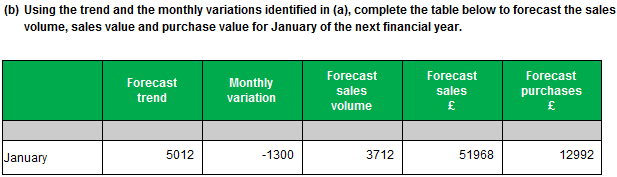 (b) Using the trend and the monthly variations identified in (a), complete the table below to forecast the sales
volume, sales value and purchase value for January of the next financial year.
Forecast trend
Monthly variation
Forecast sales volume
Forecast sales £
Forecast purchases £
January 5012 -1300 3712 51968 12992